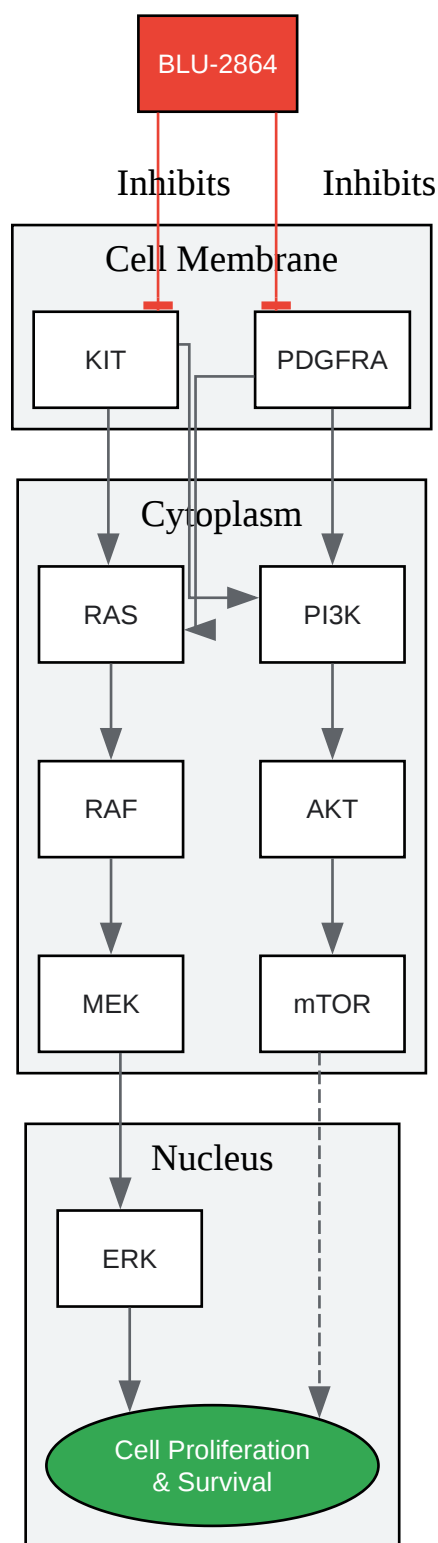 BLU-2864
Inhibits
Inhibits
Cell Membrane
KIT
PDGFRA
Cytoplasm
RAS
PI3K
RAF
AKT
MEK
mTOR
Nucleus
ERK
Cell Proliferation
& Survival